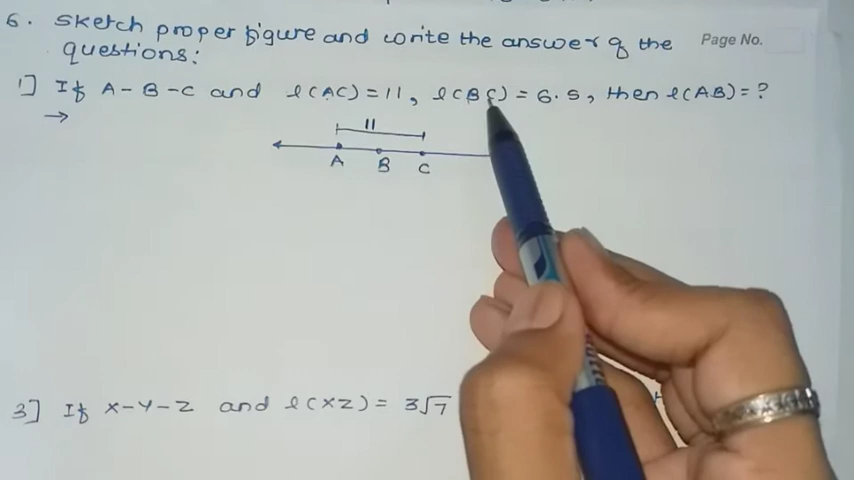 6. Sketch proper figure and write the answer of the
questions:
Page No.
1] If A-B-C and l(AC)=11, l(BC)=6.5, then l(AB)=?
→
11
A B C
3] If X-Y-Z and l(XZ)= 3√7